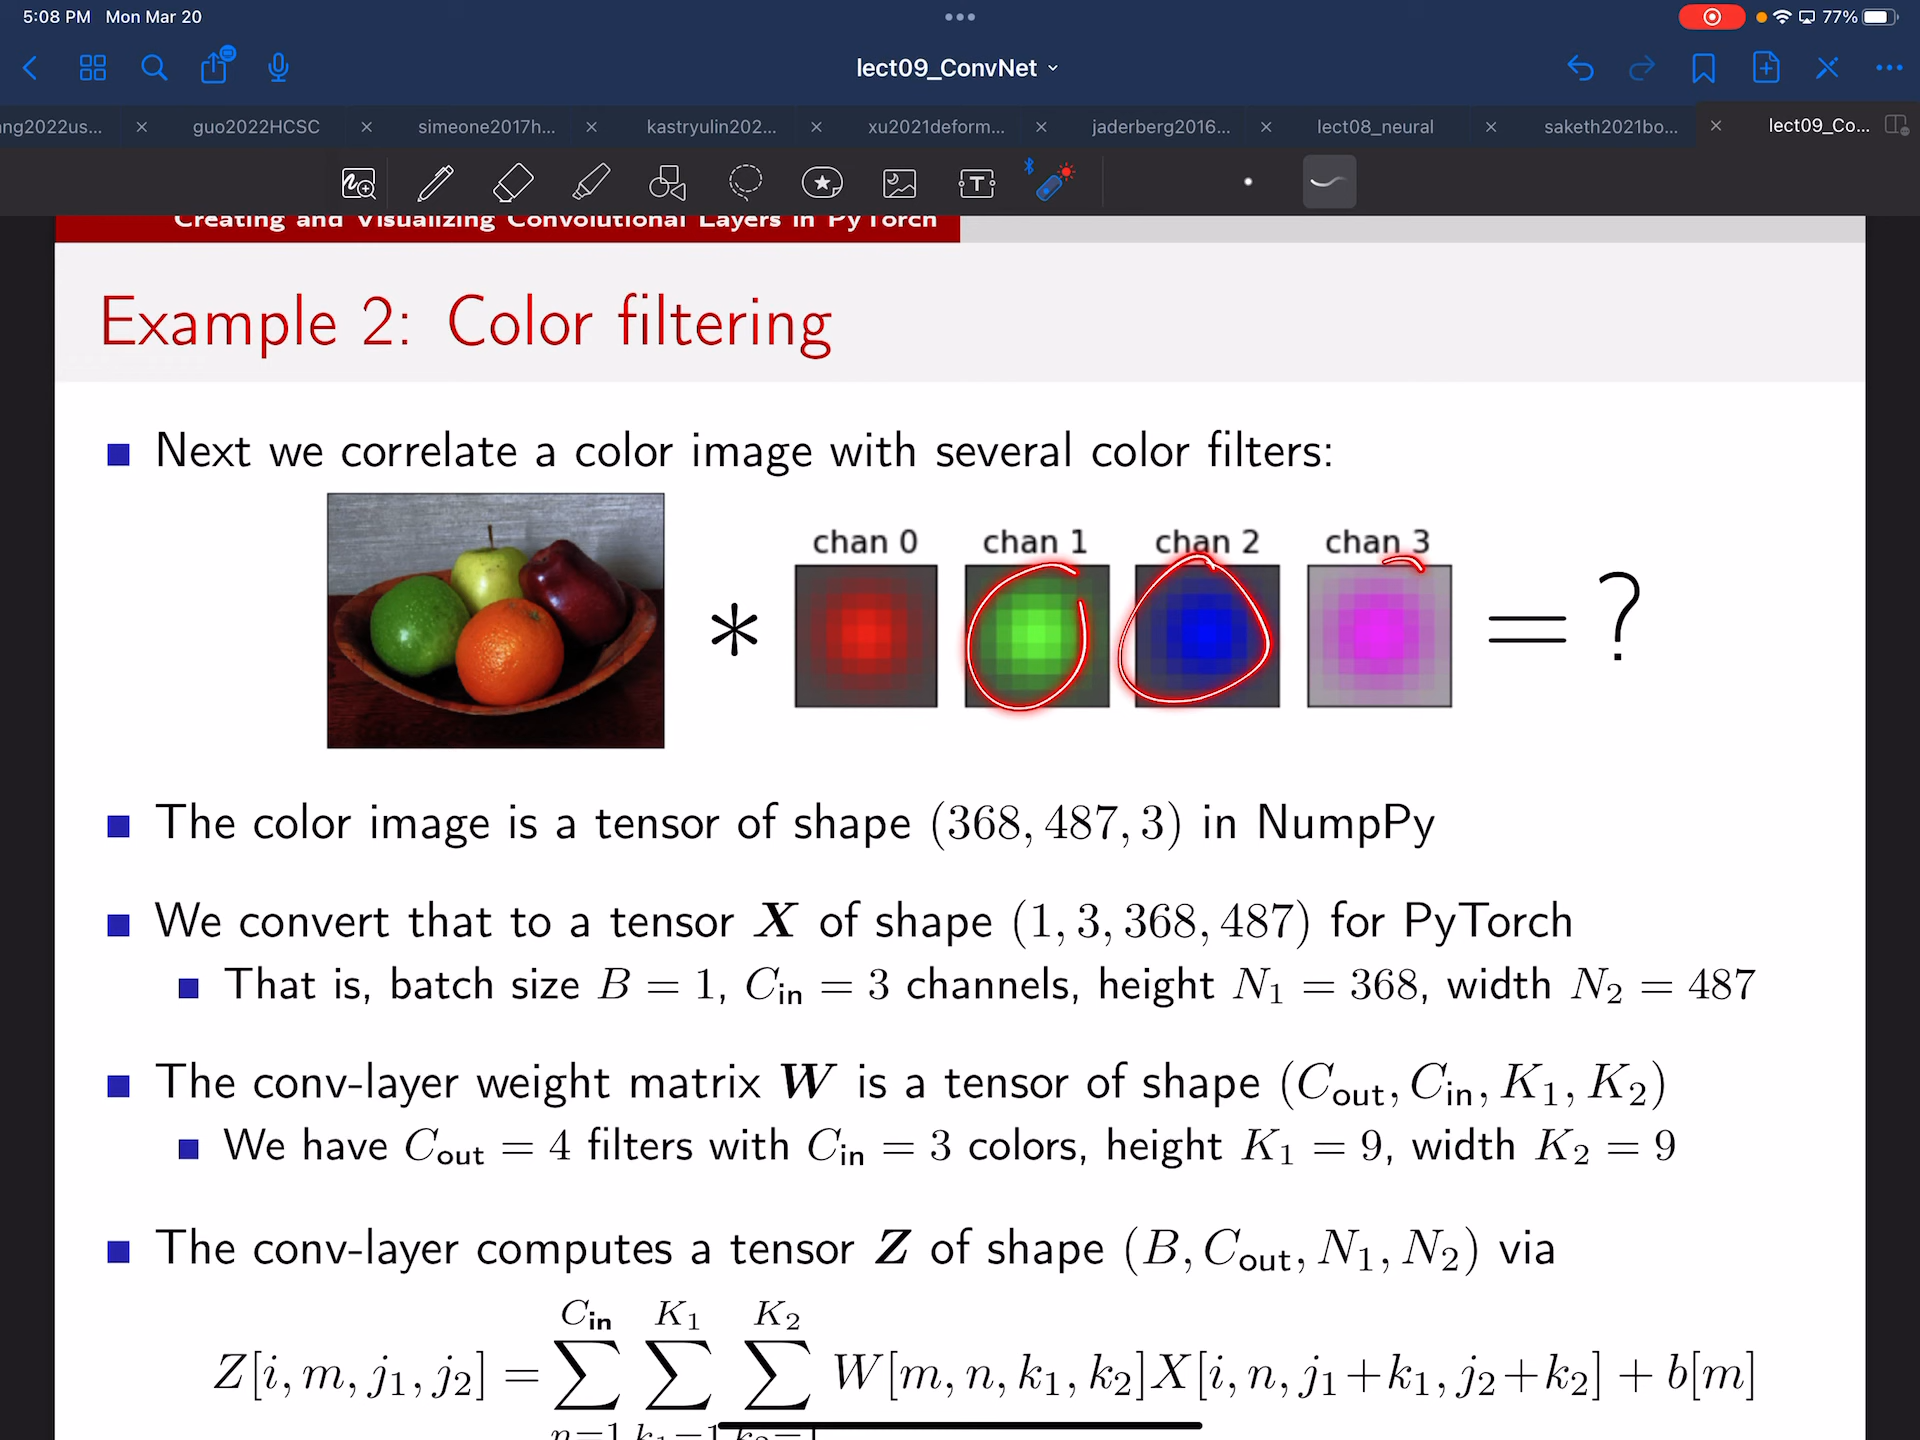 5:08 PM Mon Mar 20
77%
lect09_ConvNet
ng2022us...
guo2022HCSC
simeone2017h...
kastryulin202...
xu2021deform...
jaderberg2016...
lect08_neural
saketh2021bo...
lect09_Co...
Creating and Visualizing Convolutional Layers in PyTorch
Example 2: Color filtering
Next we correlate a color image with several color filters:
chan 0 chan 1 chan 2 chan 3
* = ?
The color image is a tensor of shape (368, 487, 3) in NumpPy
We convert that to a tensor X of shape (1, 3, 368, 487) for PyTorch
That is, batch size B = 1, C_in = 3 channels, height N_1 = 368, width N_2 = 487
The conv-layer weight matrix W is a tensor of shape (C_out, C_in, K_1, K_2)
We have C_out = 4 filters with C_in = 3 colors, height K_1 = 9, width K_2 = 9
The conv-layer computes a tensor Z of shape (B, C_out, N_1, N_2) via
C_in K_1 K_2
Z[i, m, j_1, j_2] = ∑ ∑ ∑ W[m, n, k_1, k_2]X[i, n, j_1+k_1, j_2+k_2] + b[m]
n=1 k_1=1 k_2=1